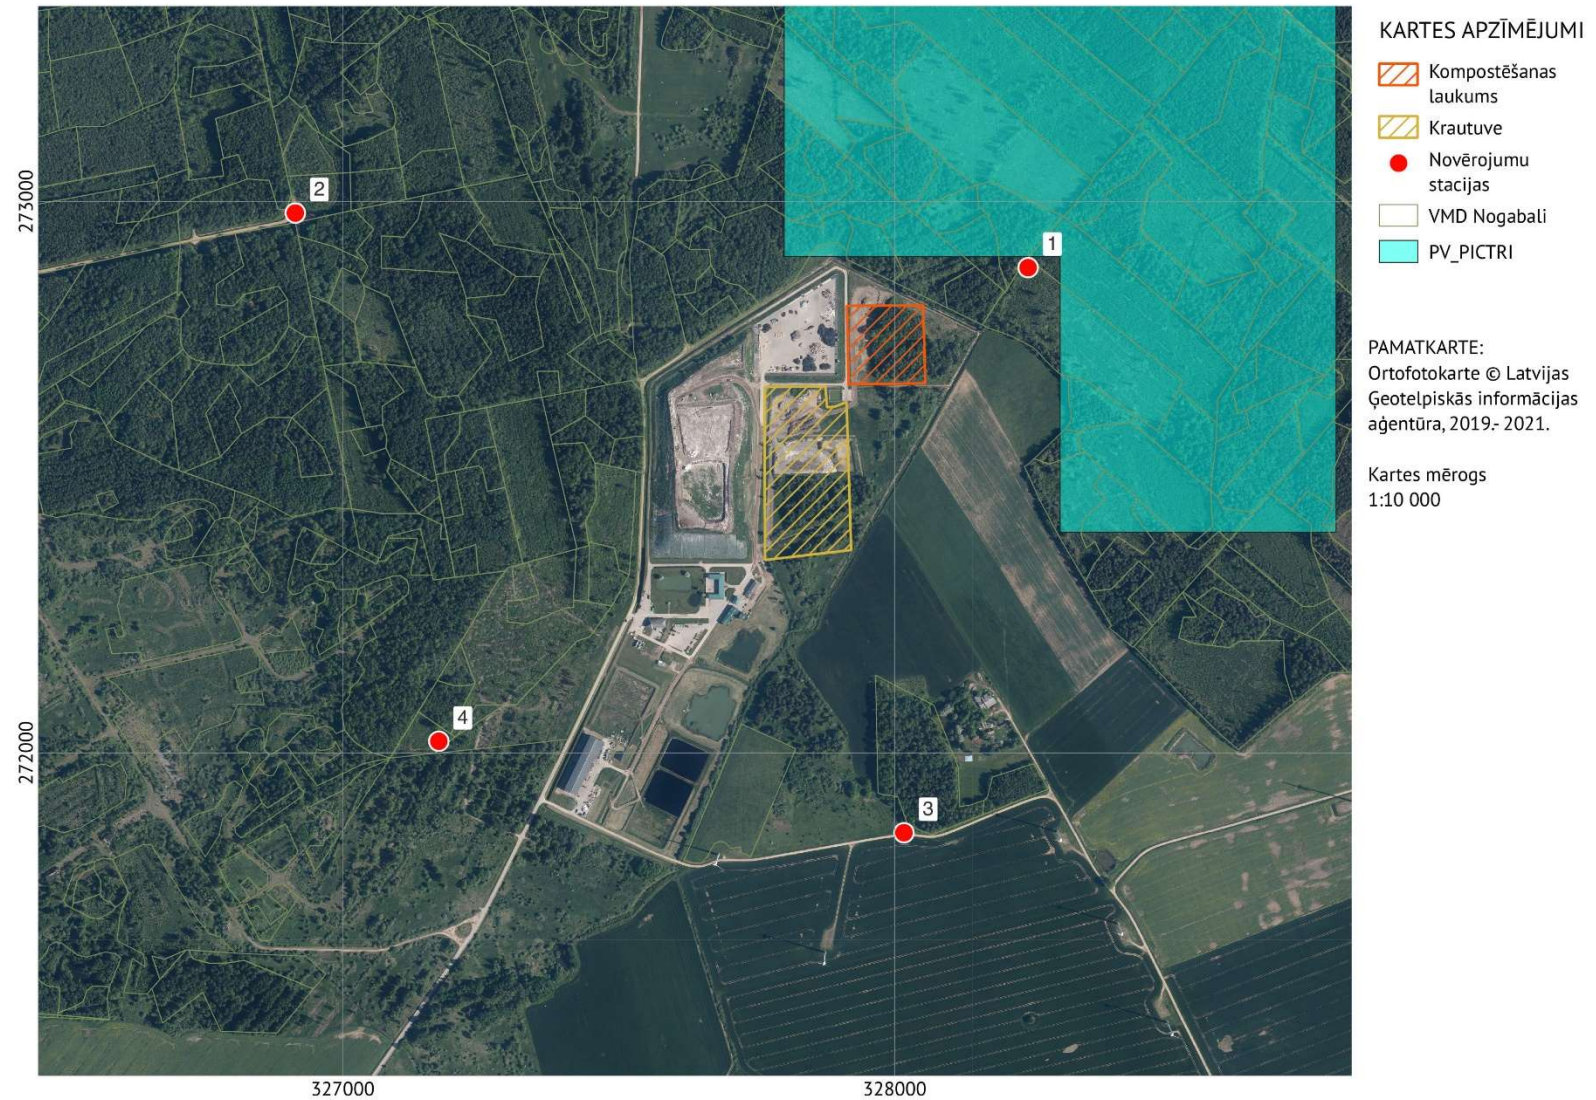 KARTES APZĪMĒJUMI
Kompostēšanas
laukums
Krautuve
Novērojumu
stacijas
VMD Nogabali
PV_PICTRI
PAMATKARTE:
Ortofotokarte © Latvijas
Ģeotelpiskās informācijas
aģentūra, 2019.- 2021.
Kartes mērogs
1:10 000
273000
272000
327000
328000
2
1
4
3